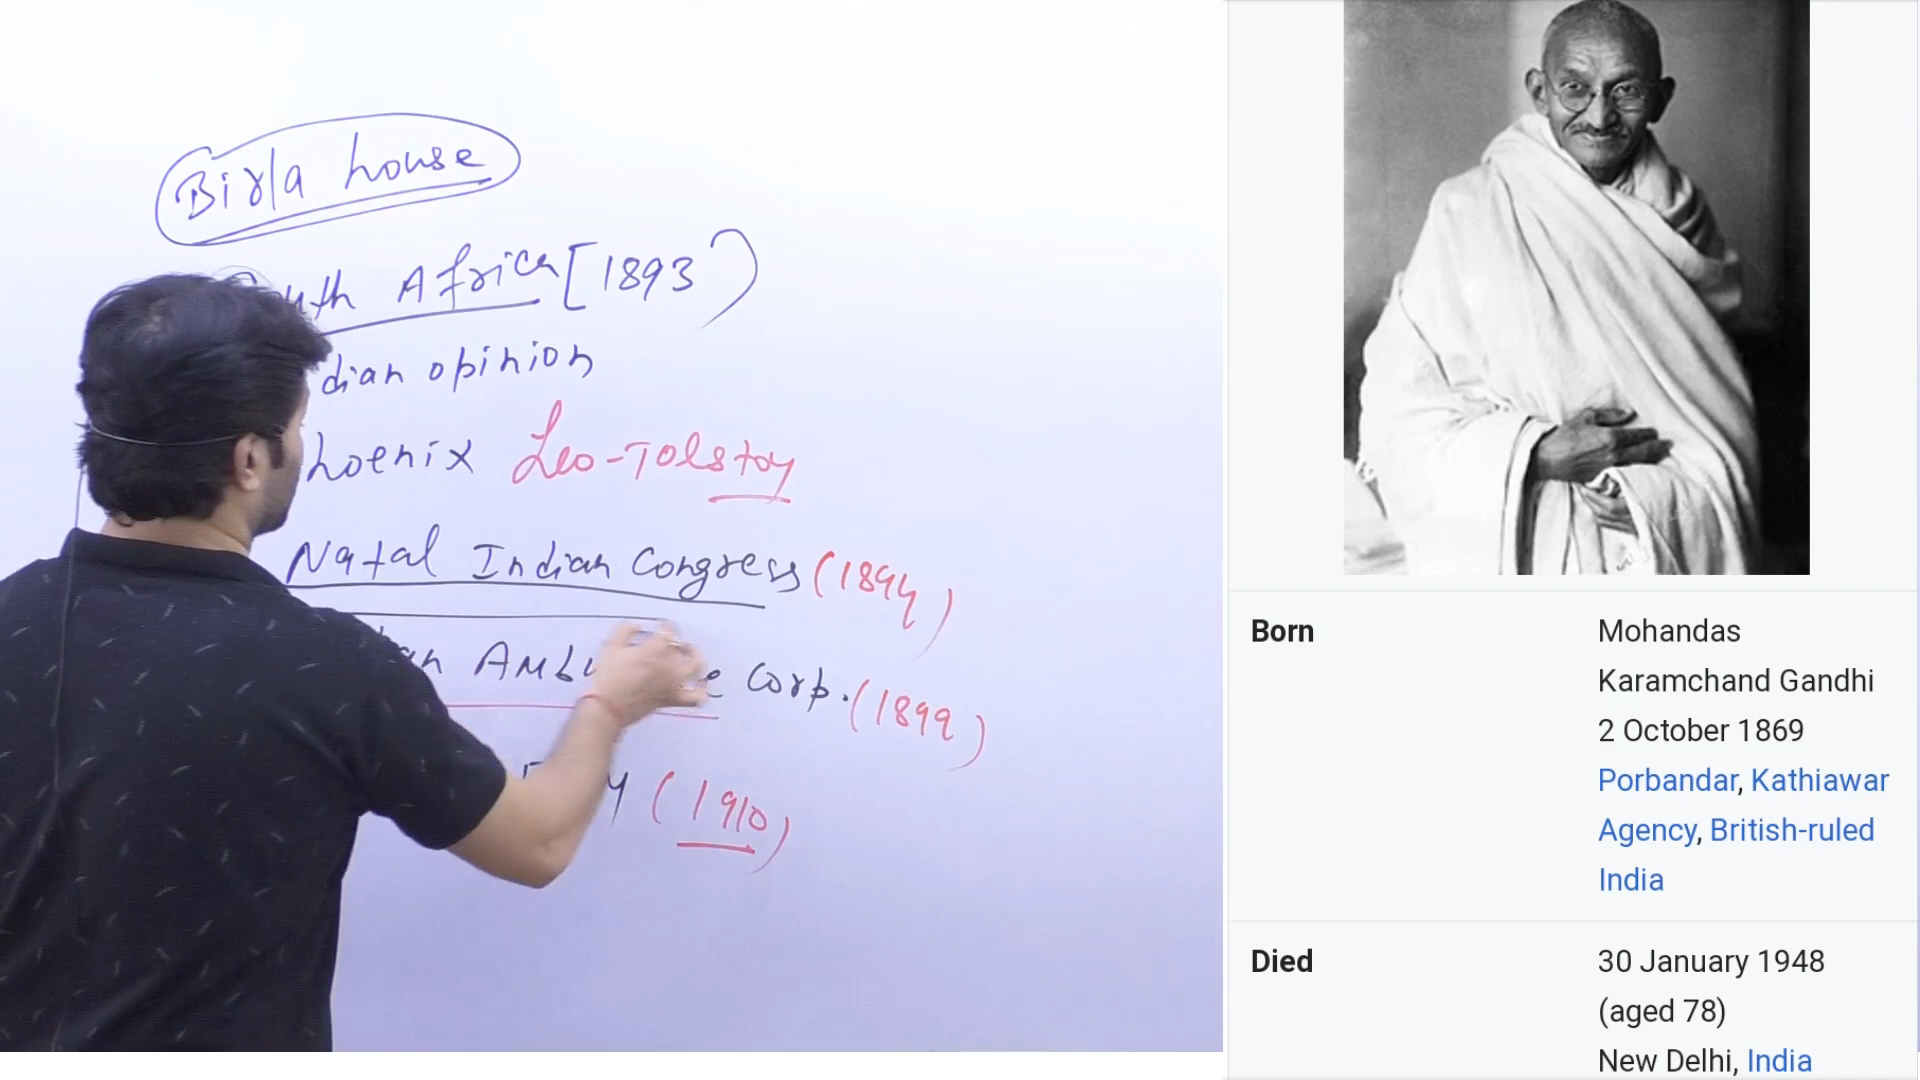 Birla house
uth Africa [1893)
dian opinion
hoenix Leo-Tolstoy
Natal Indian Congress (1894)
an Ambu e Corp. (1899)
(1910)
Born
Mohandas
Karamchand Gandhi
2 October 1869
Porbandar, Kathiawar
Agency, British-ruled
India
Died
30 January 1948
(aged 78)
New Delhi, India